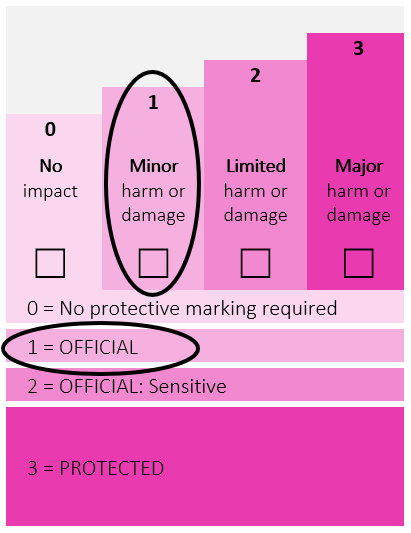 0
1
2
3
No
impact
Minor
harm or
damage
Limited
harm or
damage
Major
harm or
damage
0 = No protective marking required
1 = OFFICIAL
2 = OFFICIAL: Sensitive
3 = PROTECTED